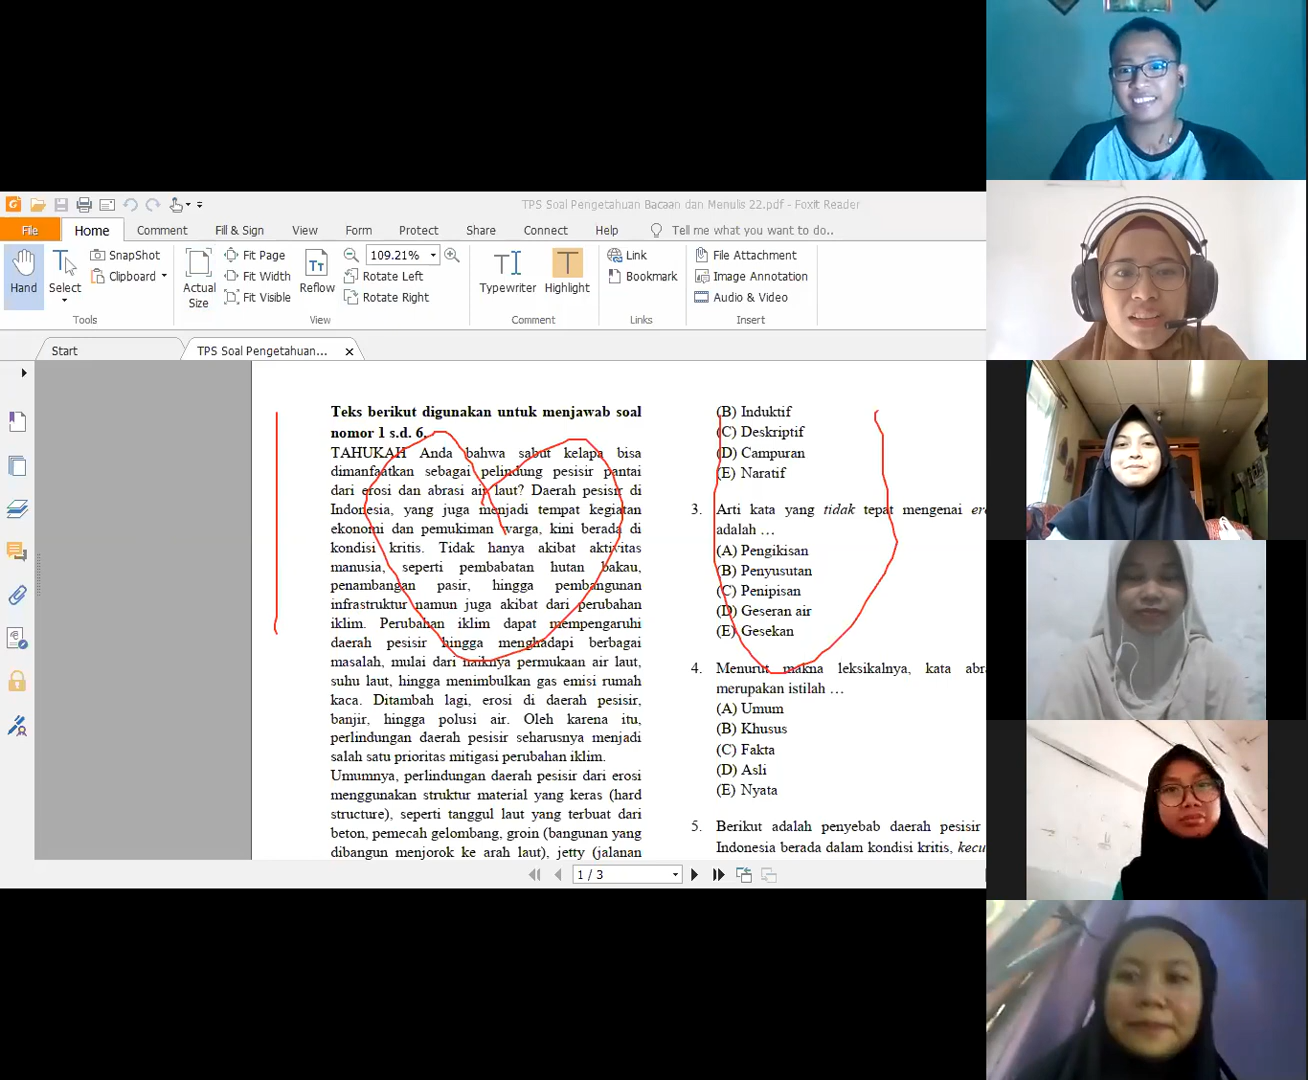 TPS Soal Pengetahuan Bacaan dan Menulis 22.pdf - Foxit Reader
File Home Comment Fill & Sign View Form Protect Share Connect Help Tell me what you want to do..
Hand
Select
SnapShot
Clipboard
Tools
Actual Size
Fit Page
Fit Width
Fit Visible
Reflow
109.21%
Rotate Left
Rotate Right
View
Typewriter
Highlight
Comment
Link
Bookmark
Links
File Attachment
Image Annotation
Audio & Video
Insert
Start
TPS Soal Pengetahuan...
Teks berikut digunakan untuk menjawab soal
nomor 1 s.d. 6.
TAHUKAH Anda bahwa sabut kelapa bisa
dimanfaatkan sebagai pelindung pesisir pantai
dari erosi dan abrasi air laut? Daerah pesisir di
Indonesia, yang juga menjadi tempat kegiatan
ekonomi dan pemukiman warga, kini berada di
kondisi kritis. Tidak hanya akibat aktivitas
manusia, seperti pembabatan hutan bakau,
penambangan pasir, hingga pembangunan
infrastruktur namun juga akibat dari perubahan
iklim. Perubahan iklim dapat mempengaruhi
daerah pesisir hingga menghadapi berbagai
masalah, mulai dari naiknya permukaan air laut,
suhu laut, hingga menimbulkan gas emisi rumah
kaca. Ditambah lagi, erosi di daerah pesisir,
banjir, hingga polusi air. Oleh karena itu,
perlindungan daerah pesisir seharusnya menjadi
salah satu prioritas mitigasi perubahan iklim.
Umumnya, perlindungan daerah pesisir dari erosi
menggunakan struktur material yang keras (hard
structure), seperti tanggul laut yang terbuat dari
beton, pemecah gelombang, groin (bangunan yang
dibangun menjorok ke arah laut), jetty (jalanan
(B) Induktif
(C) Deskriptif
(D) Campuran
(E) Naratif
3. Arti kata yang tidak tepat mengenai ero
adalah …
(A) Pengikisan
(B) Penyusutan
(C) Penipisan
(D) Geseran air
(E) Gesekan
4. Menurut makna leksikalnya, kata abra
merupakan istilah …
(A) Umum
(B) Khusus
(C) Fakta
(D) Asli
(E) Nyata
5. Berikut adalah penyebab daerah pesisir
Indonesia berada dalam kondisi kritis, kecu
1 / 3